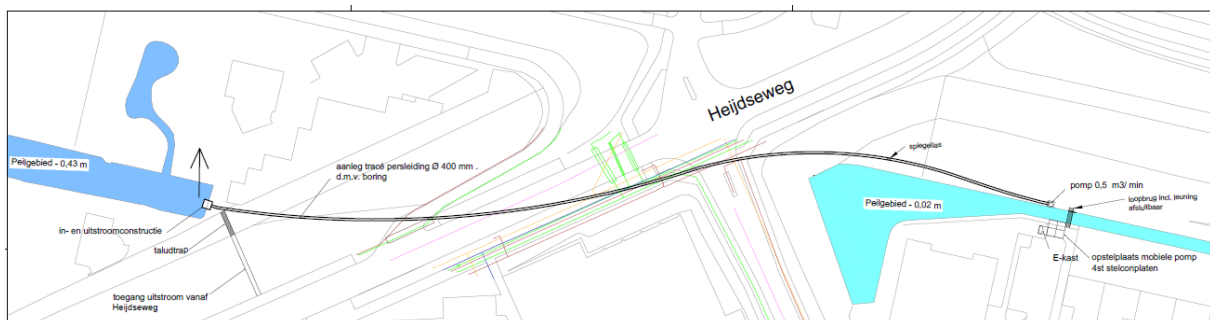 Heijdseweg
Peilgebied - 0,43 m
aanleg tracé persleiding Ø 400 mm .
d.m.v. boring
spiegellas
pomp 0,5 m3/ min
loopbrug incl. leuning
afsluitbaar
Peilgebied - 0,02 m
in- en uitstroomconstructie
taludtrap
E-kast
opstelplaats mobiele pomp
4st stelconplaten
toegang uitstroom vanaf
Heijdseweg